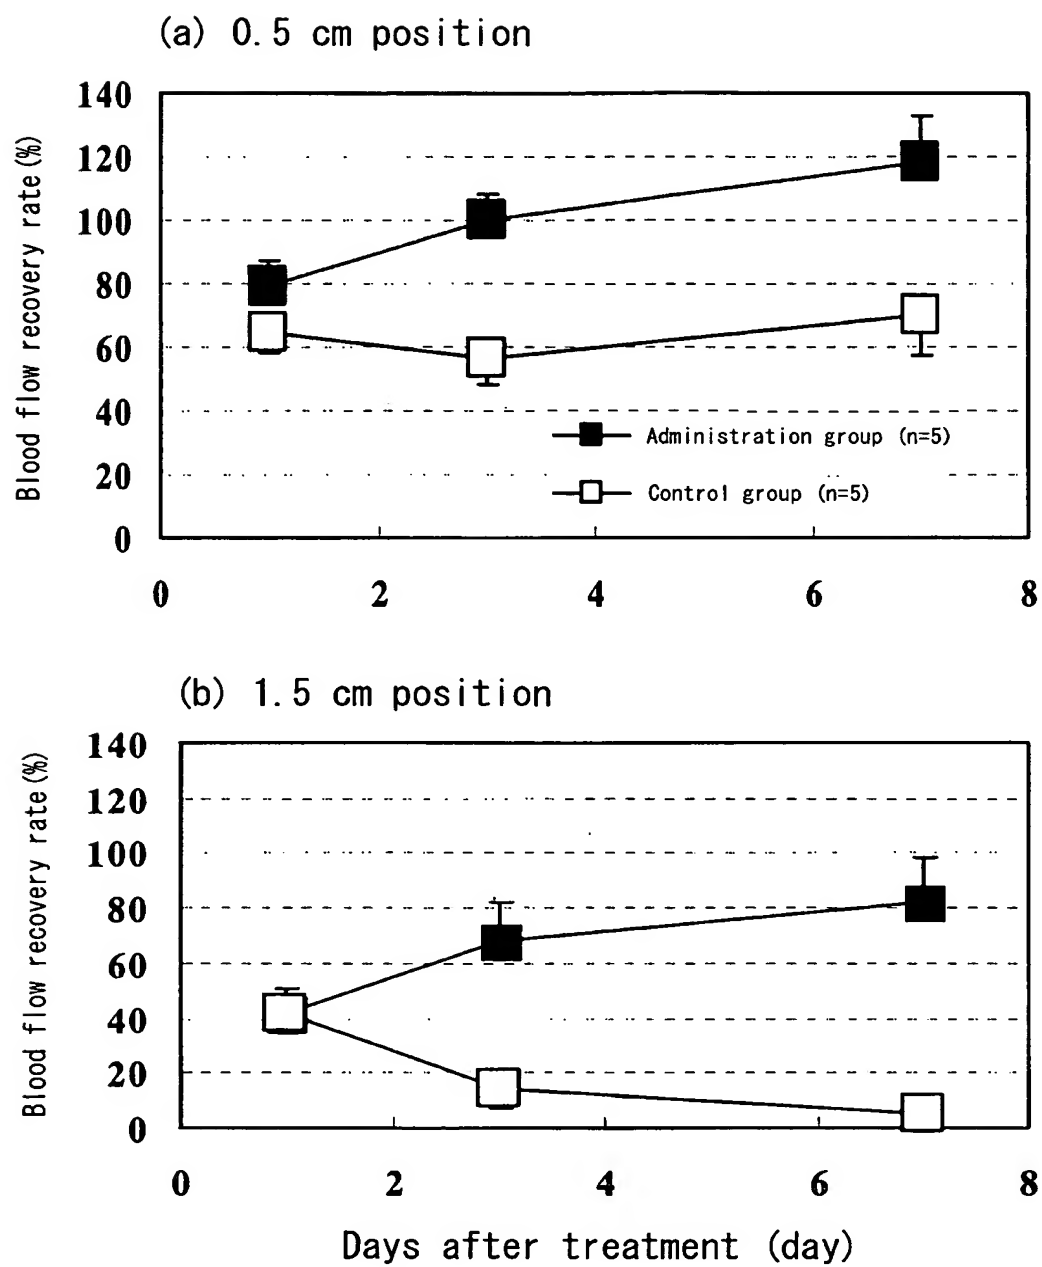 (a) 0.5 cm position
Blood flow recovery rate(%)
140
120
100
80
60
40
20
0
Administration group (n=5)
Control group (n=5)
0 2 4 6 8
(b) 1.5 cm position
Blood flow recovery rate(%)
140
120
100
80
60
40
20
0
0 2 4 6 8
Days after treatment (day)